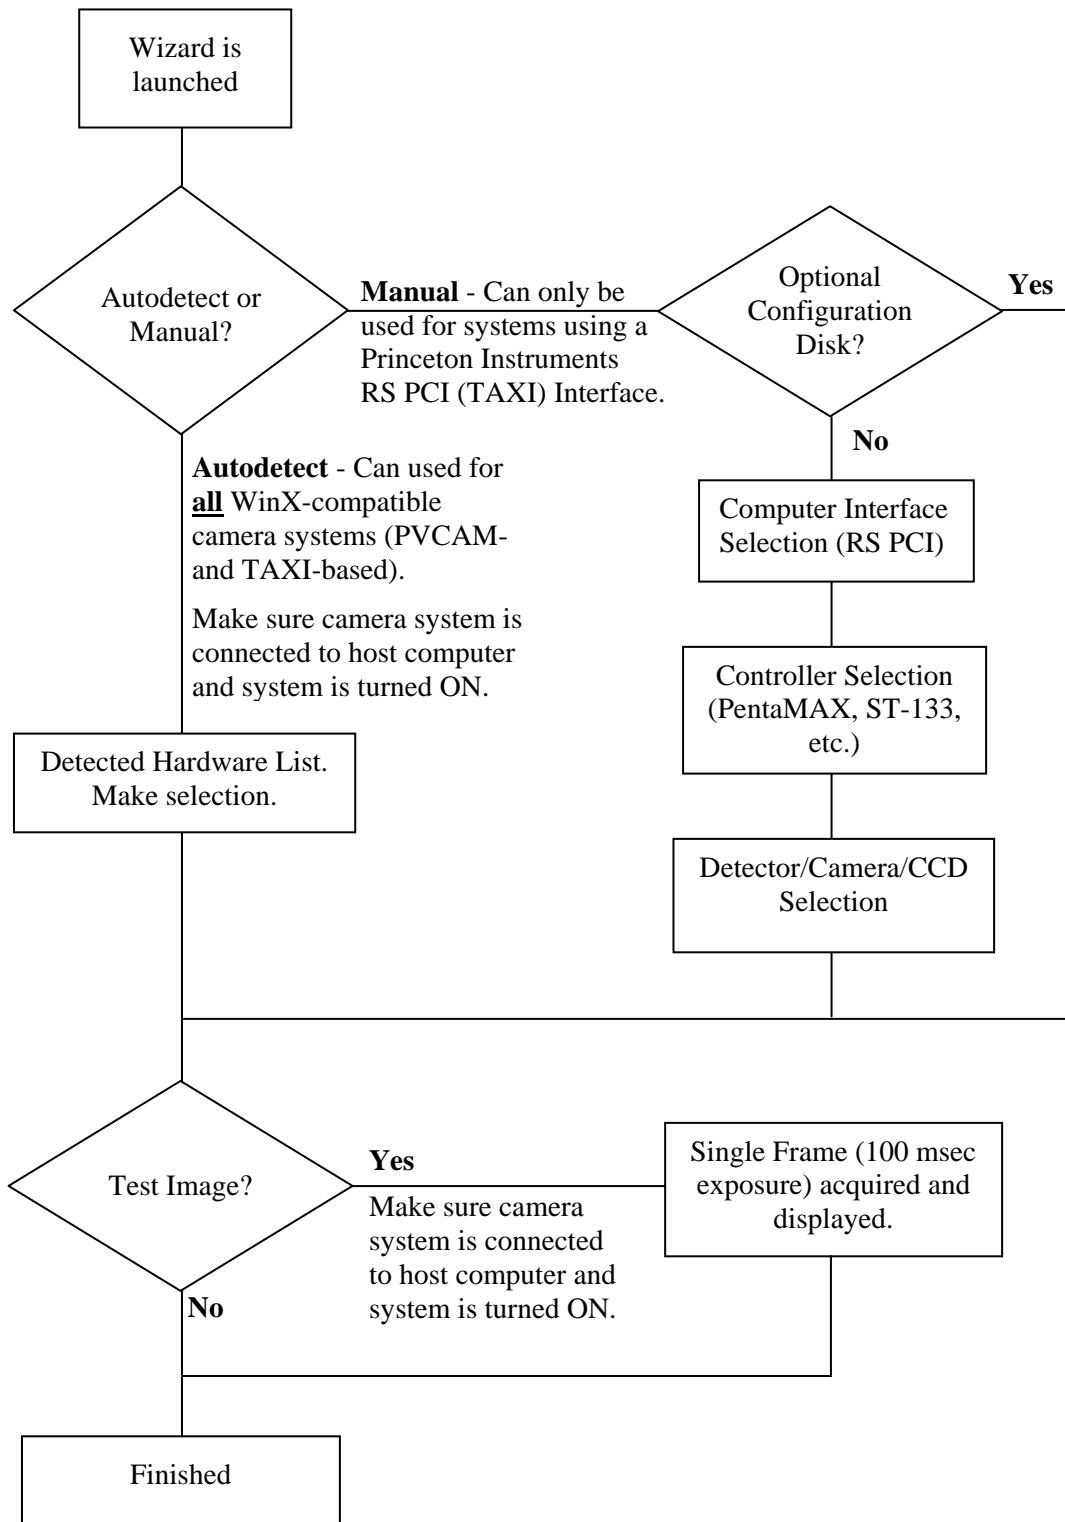 Wizard is
launched
Autodetect or
Manual?
Manual - Can only be
used for systems using a
Princeton Instruments
RS PCI (TAXI) Interface.
Optional
Configuration
Disk?
Yes
No
Autodetect - Can used for
all WinX-compatible
camera systems (PVCAM-
and TAXI-based).
Make sure camera system is
connected to host computer
and system is turned ON.
Computer Interface
Selection (RS PCI)
Controller Selection
(PentaMAX, ST-133,
etc.)
Detected Hardware List.
Make selection.
Detector/Camera/CCD
Selection
Test Image?
Yes
Make sure camera
system is connected
to host computer and
system is turned ON.
Single Frame (100 msec
exposure) acquired and
displayed.
No
Finished